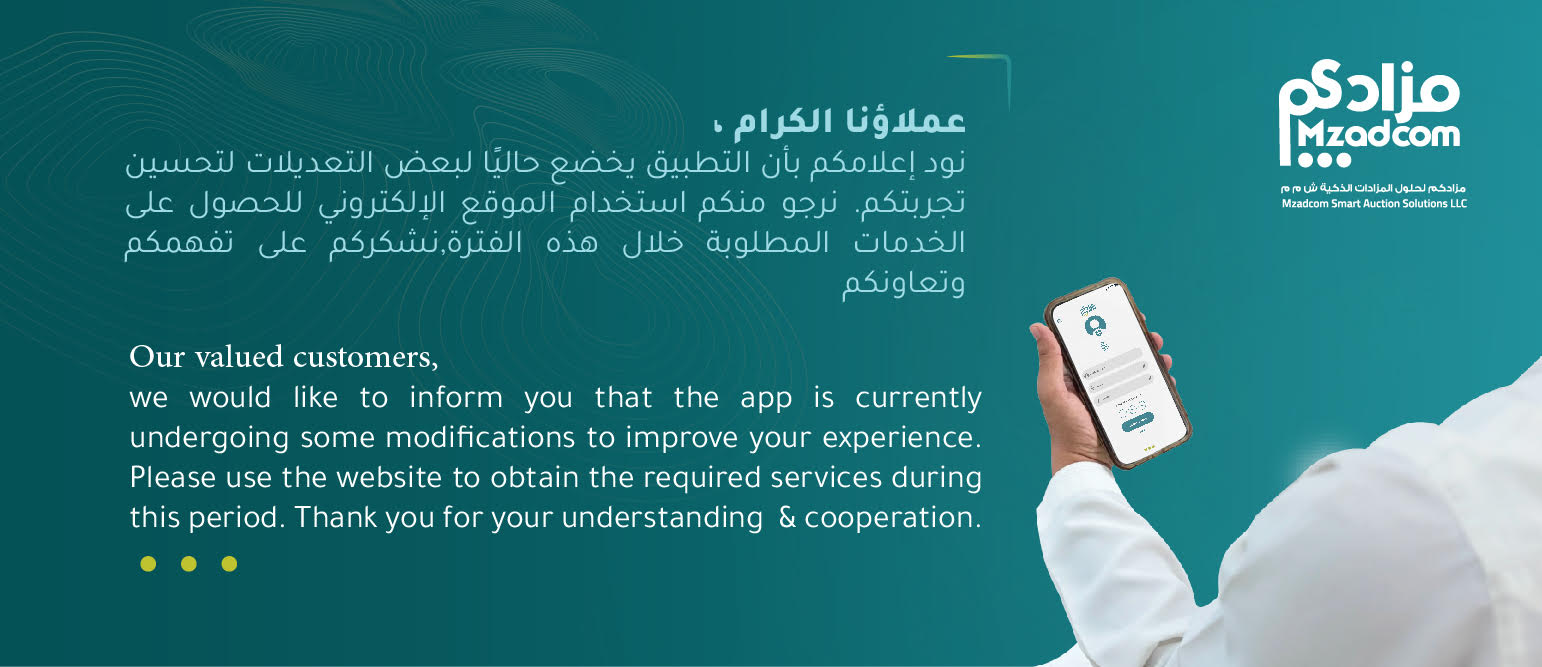 مزادكم
Mzadcom
مزادكم لحلول المزادات الذكية ش م م
Mzadcom Smart Auction Solutions LLC
عملاؤنا الكرام ،
نود إعلامكم بأن التطبيق يخضع حاليًا لبعض التعديلات لتحسين
تجربتكم. نرجو منكم استخدام الموقع الإلكتروني للحصول على
الخدمات المطلوبة خلال هذه الفترة,نشكركم على تفهمكم
وتعاونكم
Our valued customers,
we would like to inform you that the app is currently
undergoing some modifications to improve your experience.
Please use the website to obtain the required services during
this period. Thank you for your understanding & cooperation.